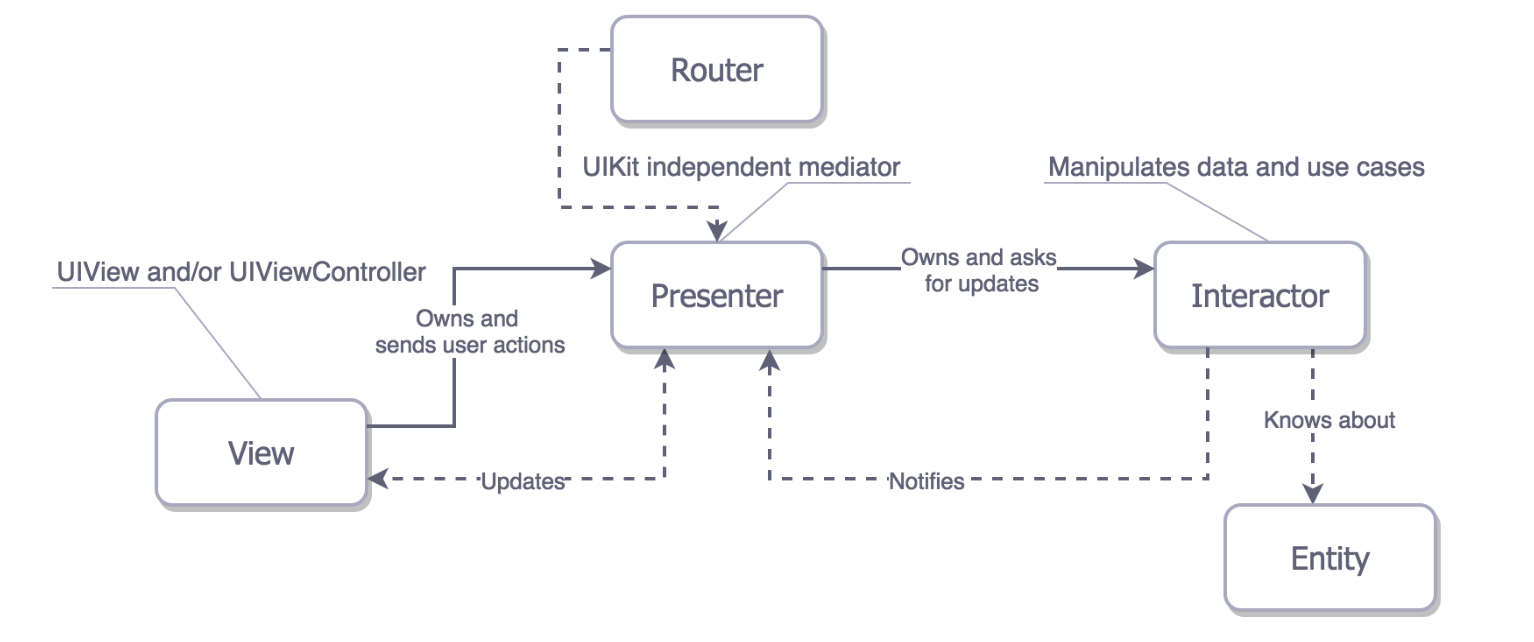 Router
UIKit independent mediator
Manipulates data and use cases
UIView and/or UIViewController
Owns and asks
for updates
Presenter
Interactor
Owns and
sends user actions
Knows about
View
Updates
Notifies
Entity